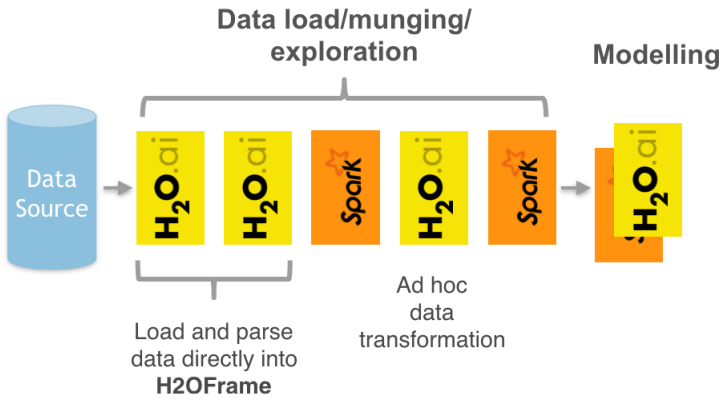 Data load/munging/
exploration
Modelling
Data
Source
H2O.ai
H2O.ai
Spark
H2O.ai
Spark
H2O.ai
Load and parse
data directly into
H2OFrame
Ad hoc
data
transformation